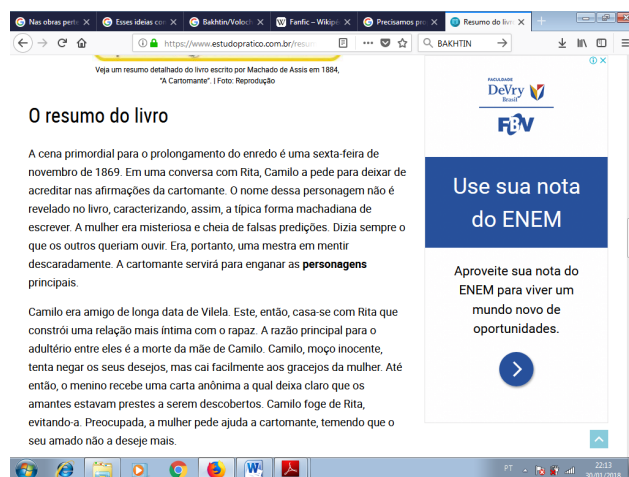 Nas obras perte
Esses ideias cor
Bakhtin/Voloch
Fanfic – Wikipé
Precisamos pro
Resumo do livr
https://www.estudopratico.com.br/resum
BAKHTIN
Veja um resumo detalhado do livro escrito por Machado de Assis em 1884,
"A Cartomante". | Foto: Reprodução
O resumo do livro
A cena primordial para o prolongamento do enredo é uma sexta-feira de
novembro de 1869. Em uma conversa com Rita, Camilo a pede para deixar de
acreditar nas afirmações da cartomante. O nome dessa personagem não é
revelado no livro, caracterizando, assim, a típica forma machadiana de
escrever. A mulher era misteriosa e cheia de falsas predições. Dizia sempre o
que os outros queriam ouvir. Era, portanto, uma mestra em mentir
descaradamente. A cartomante servirá para enganar as personagens
principais.
Camilo era amigo de longa data de Vilela. Este, então, casa-se com Rita que
constrói uma relação mais íntima com o rapaz. A razão principal para o
adultério entre eles é a morte da mãe de Camilo. Camilo, moço inocente,
tenta negar os seus desejos, mas cai facilmente aos gracejos da mulher. Até
então, o menino recebe uma carta anônima a qual deixa claro que os
amantes estavam prestes a serem descobertos. Camilo foge de Rita,
evitando-a. Preocupada, a mulher pede ajuda a cartomante, temendo que o
seu amado não a deseje mais.
FACULDADE
DeVry
Brasil
FBV
Use sua nota
do ENEM
Aproveite sua nota do
ENEM para viver um
mundo novo de
oportunidades.
PT
22:13
30/01/2018